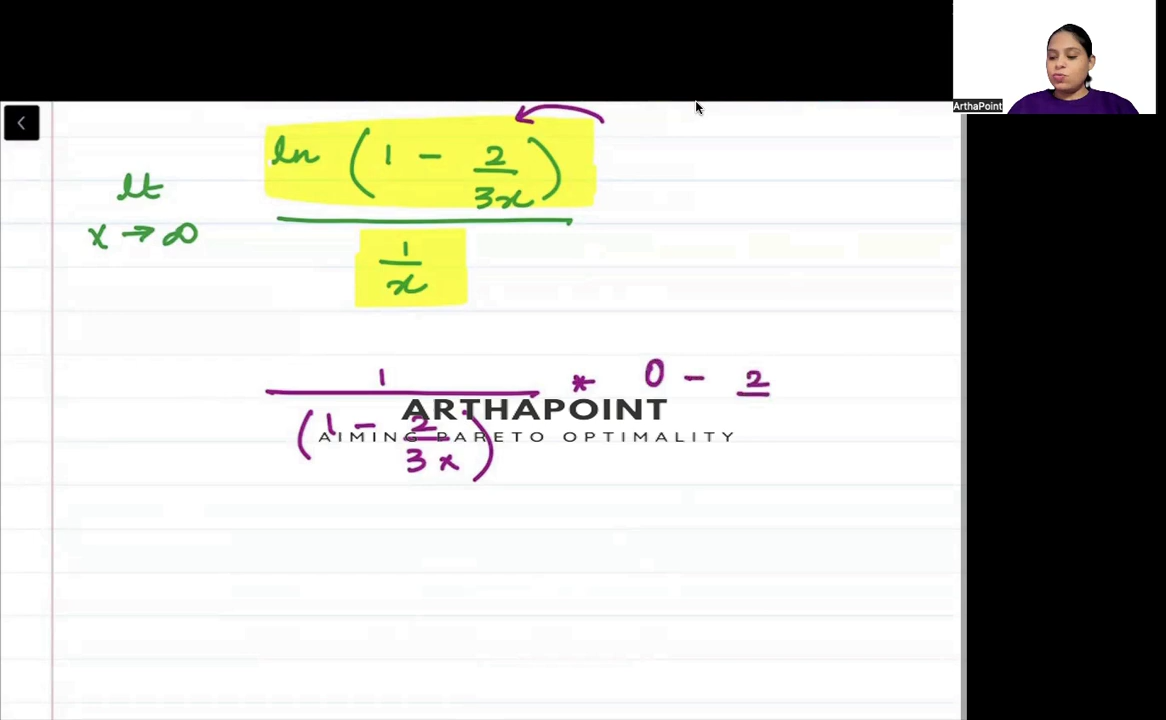 ArthaPoint
ln ( 1 - 2/3x )
lt x → ∞
1/x
1 * 0 - 2
( 1 - 2/3x )
ARTHAPOINT
AIMING PARETO OPTIMALITY